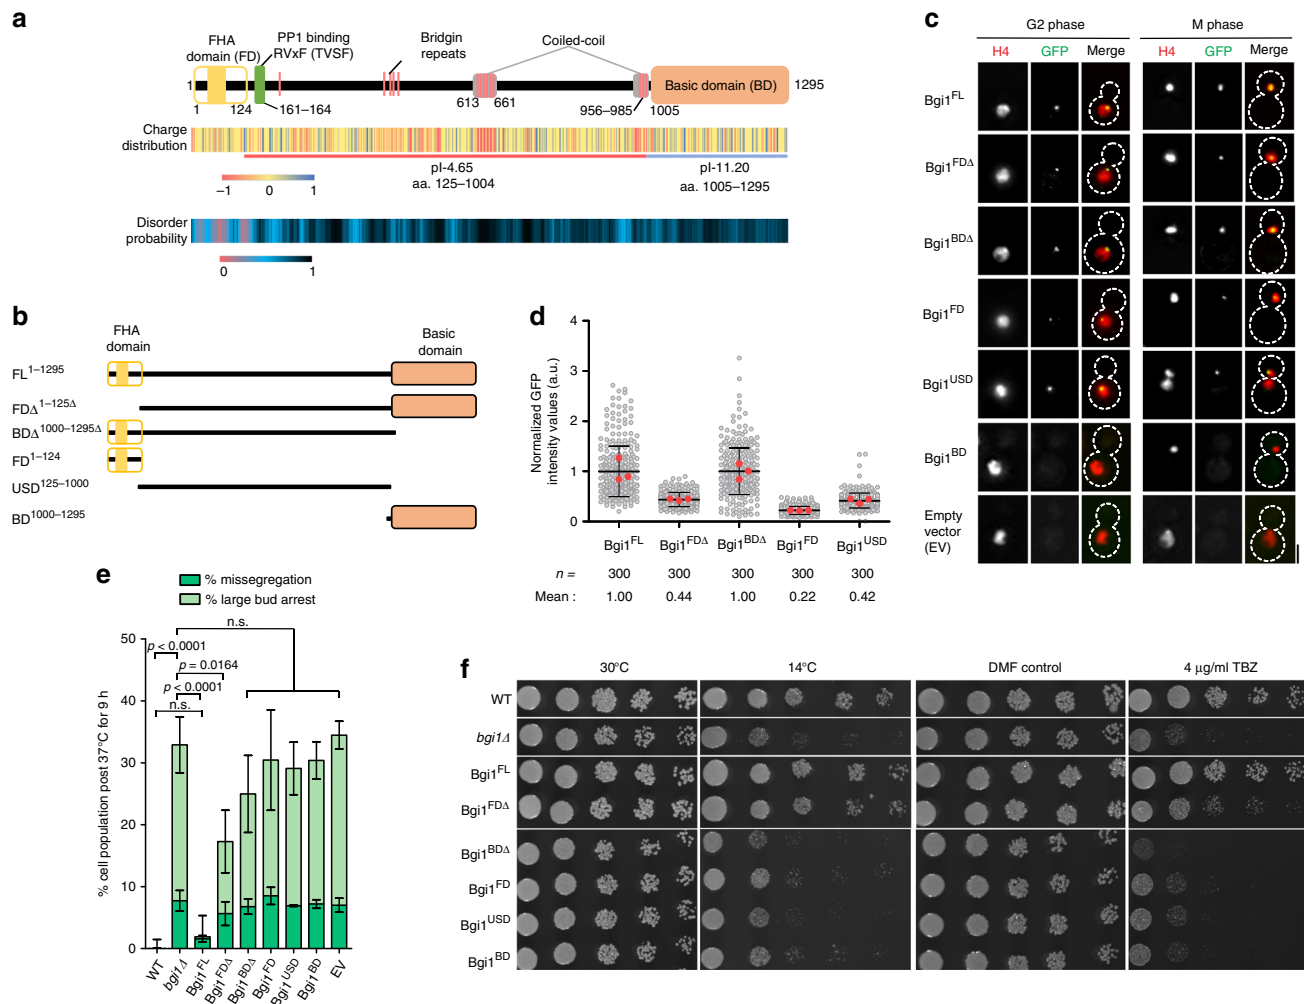 a
FHA
domain (FD)
PP1 binding
RVxF (TVSF)
Bridgin
repeats
Coiled-coil
1
Basic domain (BD)
1295
1
124
161–164
613
661
956–985
1005
Charge
distribution
pI-4.65
aa. 125–1004
pI-11.20
aa. 1005–1295
−1
0
1
Disorder
probability
0
1
b
FHA
domain
Basic
domain
FL1–1295
FDΔ1–125Δ
BDΔ1000–1295Δ
FD1–124
USD125–1000
BD1000–1295
c
G2 phase
M phase
H4 GFP Merge
H4 GFP Merge
Bgi1FL
Bgi1FDΔ
Bgi1BDΔ
Bgi1FD
Bgi1USD
Bgi1BD
Empty
vector
(EV)
d
Normalized GFP
intensity values (a.u.)
4
3
2
1
0
Bgi1FL Bgi1FDΔ Bgi1BDΔ Bgi1FD Bgi1USD
n = 300 300 300 300 300
Mean : 1.00 0.44 1.00 0.22 0.42
e
% missegregation
% large bud arrest
n.s.
p < 0.0001
p = 0.0164
p < 0.0001
n.s.
% cell population post 37°C for 9 h
50
40
30
20
10
0
WT bgi1Δ Bgi1FL Bgi1FDΔ Bgi1BDΔ Bgi1FD Bgi1USD Bgi1BD EV
f
30°C 14°C DMF control 4 µg/ml TBZ
WT
bgi1Δ
Bgi1FL
Bgi1FDΔ
Bgi1BDΔ
Bgi1FD
Bgi1USD
Bgi1BD